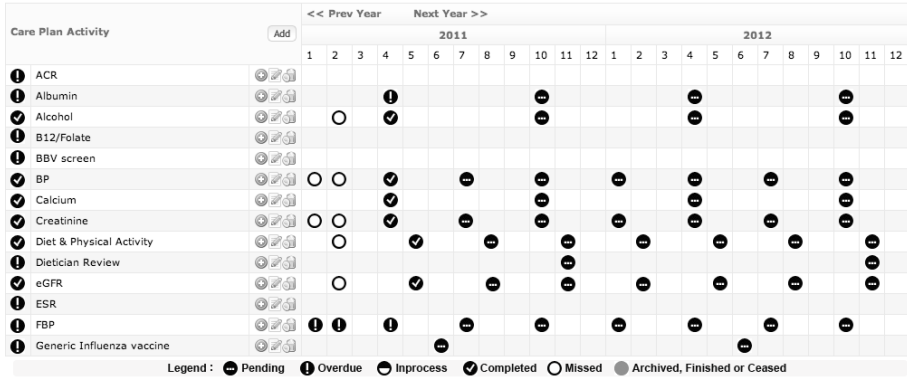 << Prev Year Next Year >>
Care Plan Activity Add
2011 2012
1 2 3 4 5 6 7 8 9 10 11 12 1 2 3 4 5 6 7 8 9 10 11 12
ACR
Albumin
Alcohol
B12/Folate
BBV screen
BP
Calcium
Creatinine
Diet & Physical Activity
Dietician Review
eGFR
ESR
FBP
Generic Influenza vaccine
Legend : Pending Overdue Inprocess Completed Missed Archived, Finished or Ceased